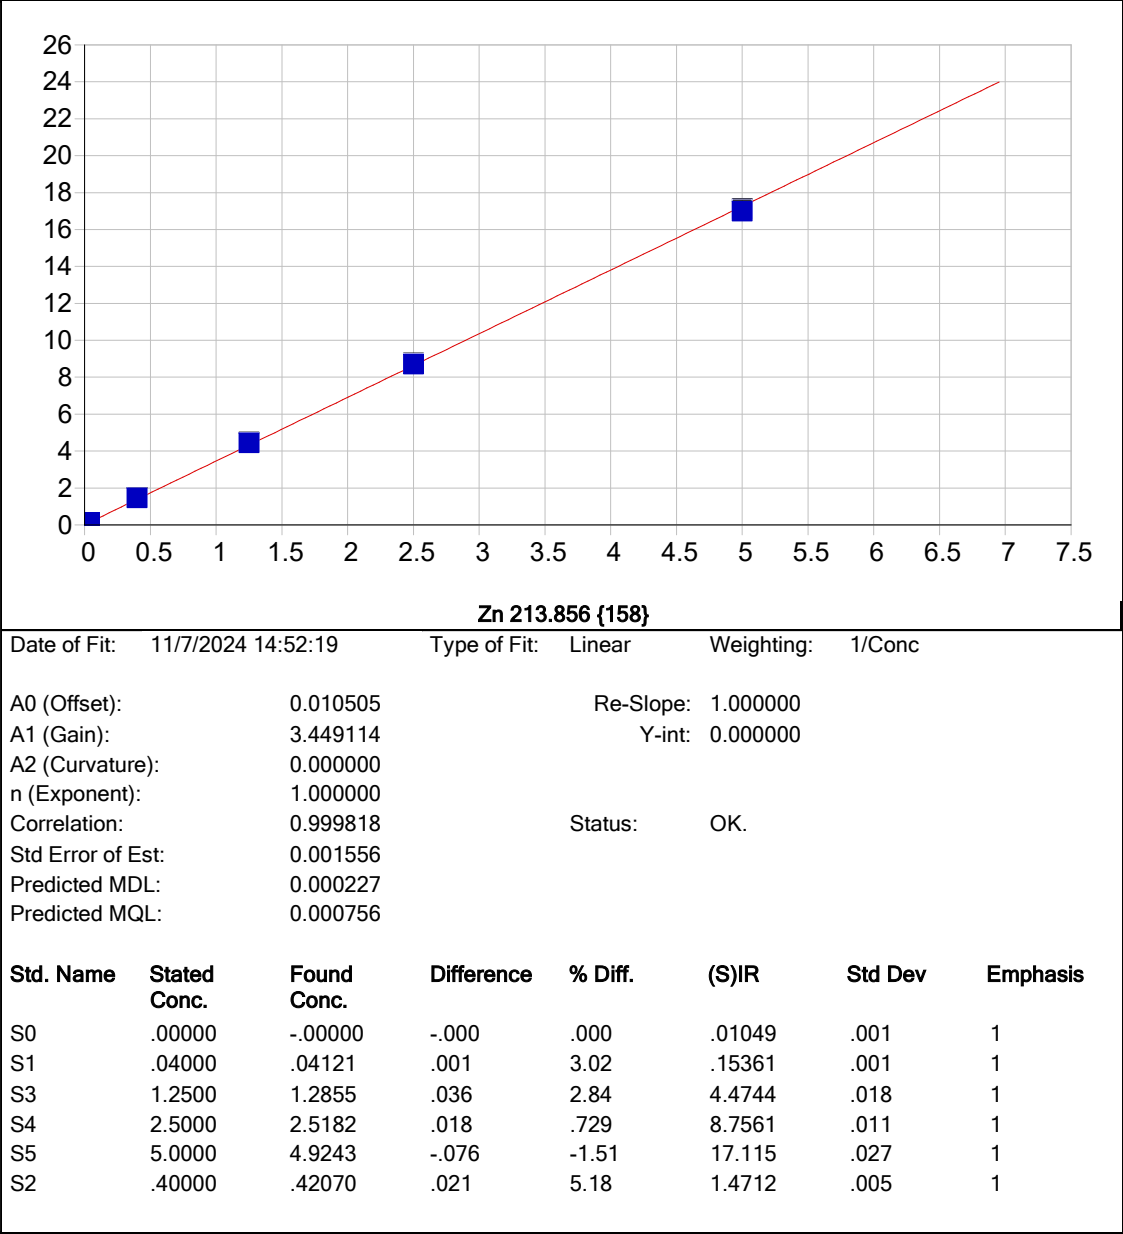 26
24
22
20
18
16
14
12
10
8
6
4
2
0
0 0.5 1 1.5 2 2.5 3 3.5 4 4.5 5 5.5 6 6.5 7 7.5
Zn 213.856 {158}
Date of Fit: 11/7/2024 14:52:19 Type of Fit: Linear Weighting: 1/Conc
A0 (Offset): 0.010505 Re-Slope: 1.000000
A1 (Gain): 3.449114 Y-int: 0.000000
A2 (Curvature): 0.000000
n (Exponent): 1.000000
Correlation: 0.999818 Status: OK.
Std Error of Est: 0.001556
Predicted MDL: 0.000227
Predicted MQL: 0.000756
Std. Name Stated Found Difference % Diff. (S)IR Std Dev Emphasis
Conc. Conc.
S0 .00000 -.00000 -.000 .000 .01049 .001 1
S1 .04000 .04121 .001 3.02 .15361 .001 1
S3 1.2500 1.2855 .036 2.84 4.4744 .018 1
S4 2.5000 2.5182 .018 .729 8.7561 .011 1
S5 5.0000 4.9243 -.076 -1.51 17.115 .027 1
S2 .40000 .42070 .021 5.18 1.4712 .005 1